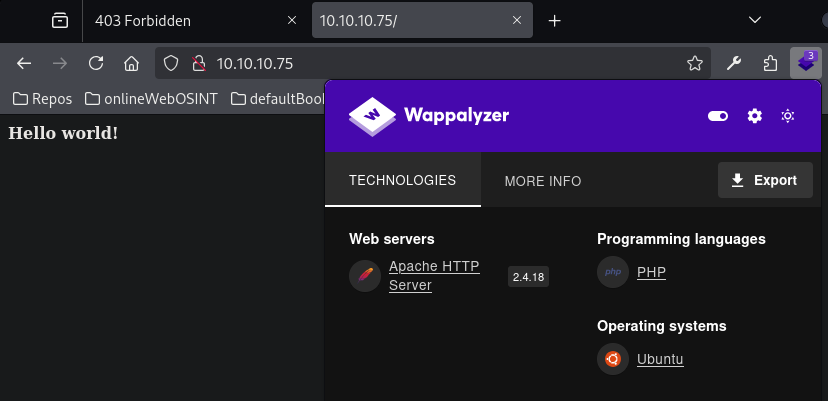 403 Forbidden
10.10.10.75/
10.10.10.75
3
Repos onlineWebOSINT defaultBool
Hello world!
W Wappalyzer
TECHNOLOGIES MORE INFO Export
Web servers
Apache HTTP Server 2.4.18
Programming languages
php PHP
Operating systems
Ubuntu